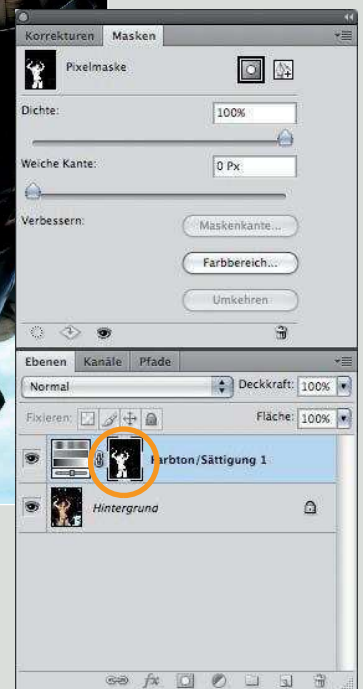 Korrekturen Masken
Pixelmaske
Dichte: 100%
Weiche Kante: 0 Px
Verbessern: Maskenkante...
Farbbereich...
Umkehren
Ebenen Kanäle Pfade
Normal Deckkraft: 100%
Fixieren: Fläche: 100%
Farbton/Sättigung 1
Hintergrund
fx